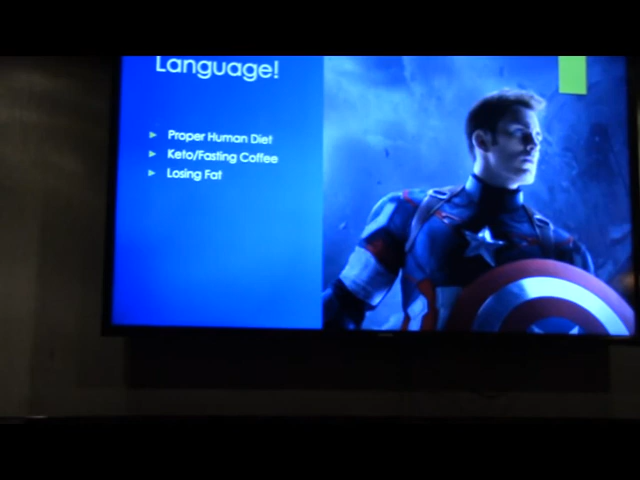 Language!
Proper Human Diet
Keto/Fasting Coffee
Losing Fat